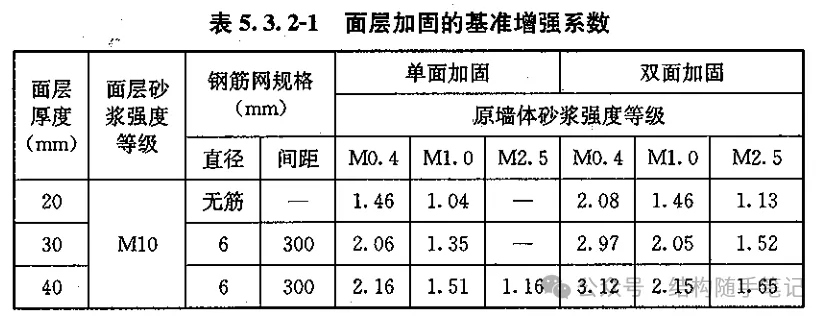 表 5.3.2-1 面层加固的基准增强系数
面层厚度(mm) 面层砂浆强度等级 钢筋网规格(mm) 单面加固 双面加固
原墙体砂浆强度等级
直径 间距 M0.4 M1.0 M2.5 M0.4 M1.0 M2.5
20 M10 无筋 — 1.46 1.04 — 2.08 1.46 1.13
30 6 300 2.06 1.35 — 2.97 2.05 1.52
40 6 300 2.16 1.51 1.16 3.12 2.15 1.65
公众号·结构随手笔记